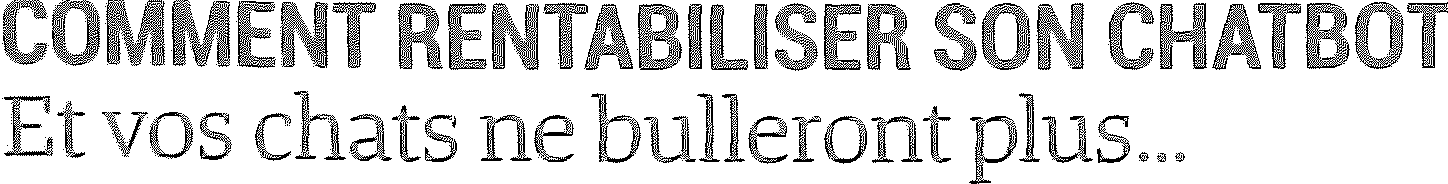 COMMENT RENTABILISER SON CHATBOT
Et vos chats ne bulleront plus...